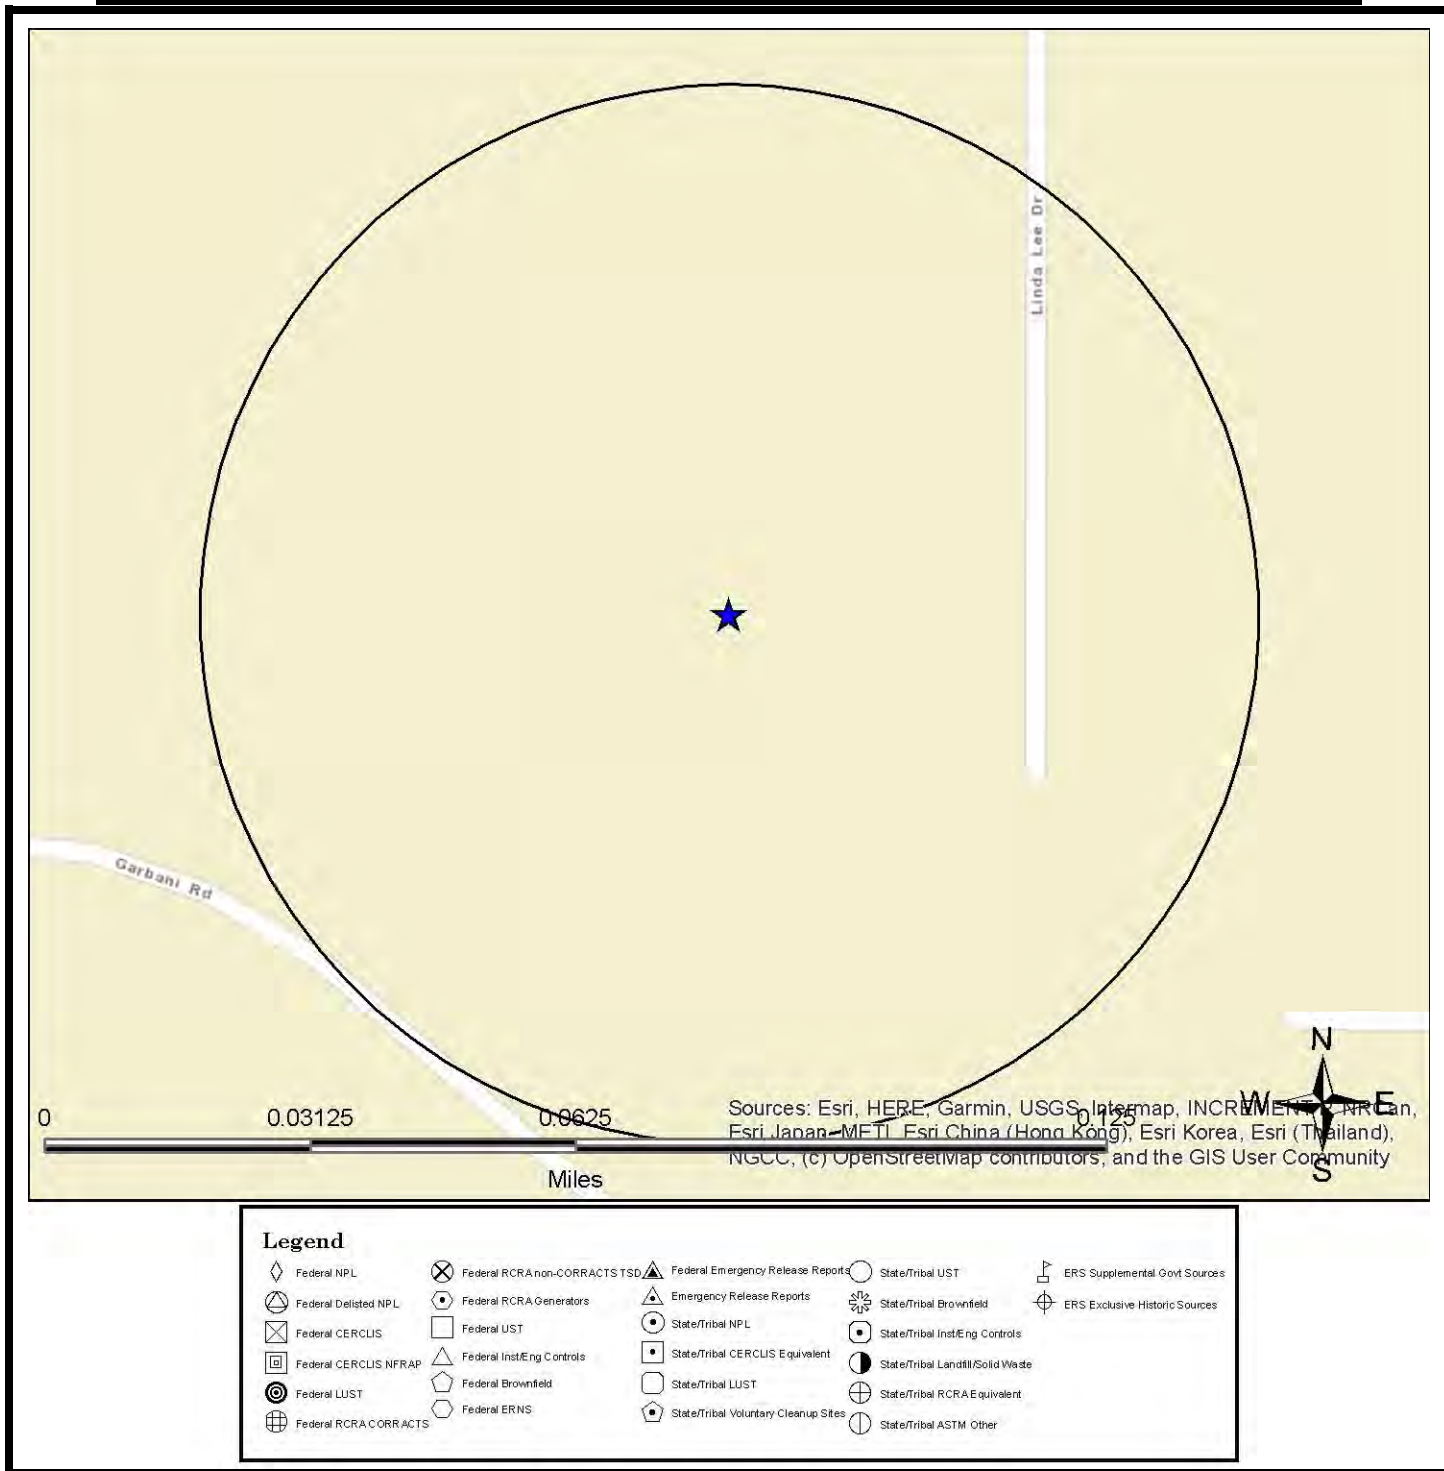 Linda Lee Dr
Garbani Rd
N
W E
S
0 0.03125 0.0625 0.125
Miles
Sources: Esri, HERE, Garmin, USGS, Intermap, INCREMENT P, NRCan,
Esri Japan, METI, Esri China (Hong Kong), Esri Korea, Esri (Thailand),
NGCC, (c) OpenStreetMap contributors, and the GIS User Community
Legend
Federal NPL
Federal Delisted NPL
Federal CERCLIS
Federal CERCLIS NFRAP
Federal LUST
Federal RCRA CORRACTS
Federal RCRA non-CORRACTS TSD
Federal RCRA Generators
Federal UST
Federal Inst/Eng Controls
Federal Brownfield
Federal ERNS
Federal Emergency Release Reports
Emergency Release Reports
State/Tribal NPL
State/Tribal CERCLIS Equivalent
State/Tribal LUST
State/Tribal Voluntary Cleanup Sites
State/Tribal UST
State/Tribal Brownfield
State/Tribal Inst/Eng Controls
State/Tribal Landfill/Solid Waste
State/Tribal RCRA Equivalent
State/Tribal ASTM Other
ERS Supplemental Govt Sources
ERS Exclusive Historic Sources